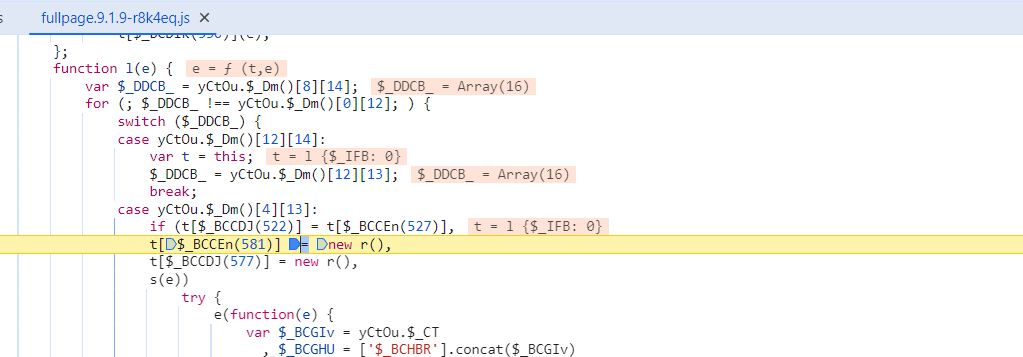 s fullpage.9.1.9-r8k4eq.js ×
};
function l(e) { e = ƒ (t,e)
var $_DDCB_ = yCtOu.$_Dm()[8][14]; $_DDCB_ = Array(16)
for (; $_DDCB_ !== yCtOu.$_Dm()[0][12]; ) {
switch ($_DDCB_) {
case yCtOu.$_Dm()[12][14]:
var t = this; t = l {$_IFB: 0}
$_DDCB_ = yCtOu.$_Dm()[12][13]; $_DDCB_ = Array(16)
break;
case yCtOu.$_Dm()[4][13]:
if (t[$_BCCDJ(522)] = t[$_BCCEn(527)], t = l {$_IFB: 0}
t[$_BCCEn(581)] = new r(),
t[$_BCCDJ(577)] = new r(),
s(e))
try {
e(function(e) {
var $_BCGIv = yCtOu.$_CT
, $_BCGHU = ['$_BCHBR'].concat($_BCGIv)